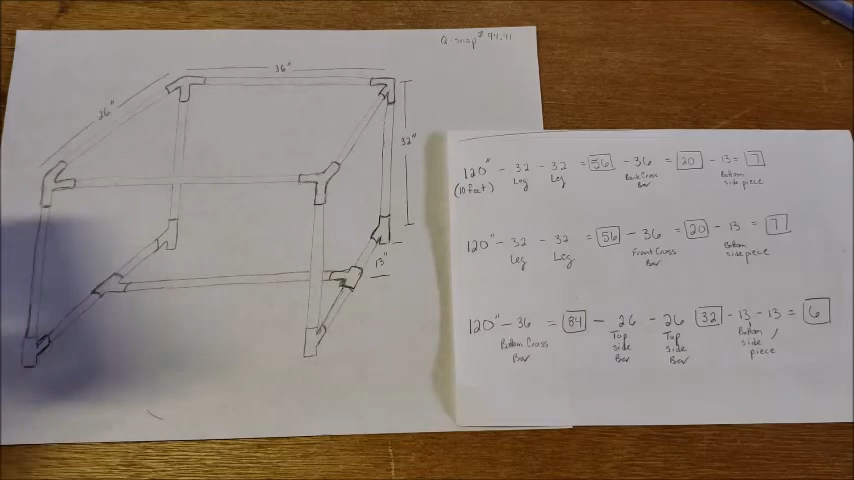 36"
26"
32"
13"
120" - 32 - 32 = 56 - 36 = 20 - 13 = 7
(10 feet) Leg Leg Back Cross Bar Bottom side piece
120" - 32 - 32 = 56 - 36 = 20 - 13 = 7
Leg Leg Front Cross Bar Bottom side piece
120" - 36 = 84 - 26 - 26 32 - 13 - 13 = 6
Bottom Cross Bar Top side Bar Top side Bar Bottom side piece